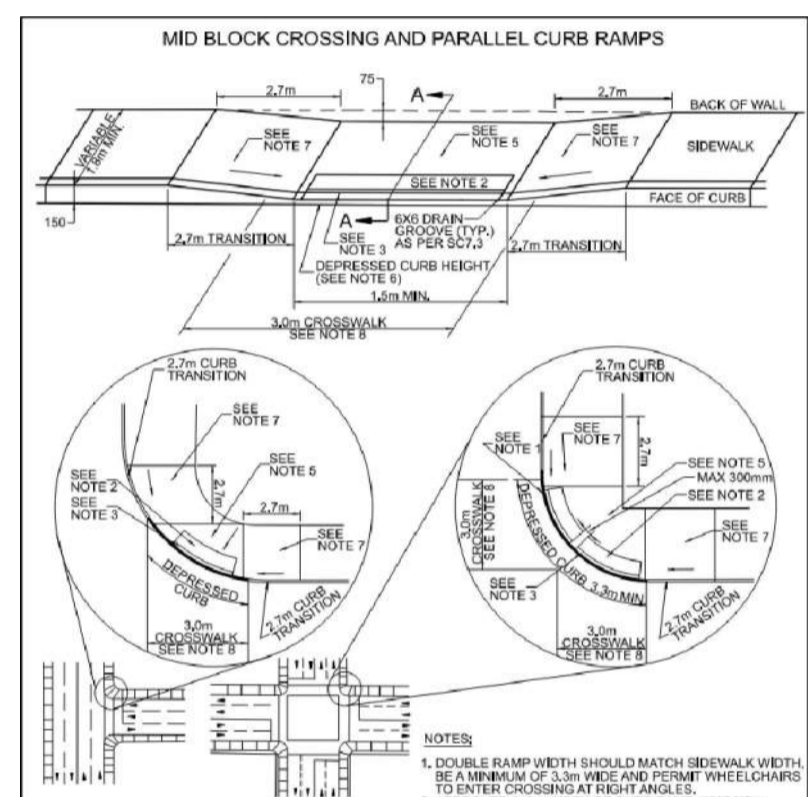 MID BLOCK CROSSING AND PARALLEL CURB RAMPS
2.7m
75
A
2.7m
BACK OF WALL
VARIABLE
1.8m MIN.
SEE
NOTE 7
SEE
NOTE 5
SEE
NOTE 7
SIDEWALK
SEE NOTE 2
FACE OF CURB
150
A
SEE
NOTE 3
6X6 DRAIN
GROOVE (TYP.)
AS PER SC7.3
2.7m TRANSITION
2.7m TRANSITION
DEPRESSED CURB HEIGHT
(SEE NOTE 6)
1.5m MIN.
3.0m CROSSWALK
SEE NOTE 8
2.7m CURB
TRANSITION
SEE
NOTE 7
SEE
NOTE 5
SEE
NOTE 2
SEE
NOTE 3
2.7m
2.7m
SEE
NOTE 7
DEPRESSED
CURB
3.0m
CROSSWALK
SEE NOTE 8
2.7m CURB
TRANSITION
2.7m CURB
TRANSITION
SEE
NOTE 1
SEE
NOTE 7
2.7m
SEE NOTE 5
MAX 300mm
SEE NOTE 2
SEE
NOTE 7
3.0m
CROSSWALK
SEE NOTE 8
DEPRESSED CURB 3.3m MIN
SEE
NOTE 3
2.7m CURB
TRANSITION
3.0m
CROSSWALK
SEE NOTE 8
NOTES:
1. DOUBLE RAMP WIDTH SHOULD MATCH SIDEWALK WIDTH,
BE A MINIMUM OF 3.3m WIDE AND PERMIT WHEELCHAIRS
TO ENTER CROSSING AT RIGHT ANGLES.